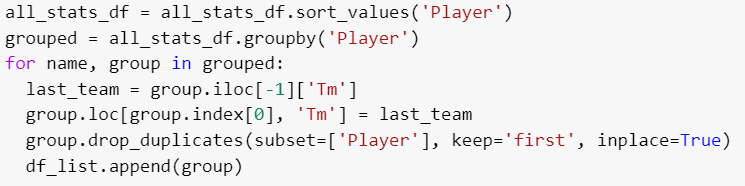 all_stats_df = all_stats_df.sort_values('Player')
grouped = all_stats_df.groupby('Player')
for name, group in grouped:
  last_team = group.iloc[-1]['Tm']
  group.loc[group.index[0], 'Tm'] = last_team
  group.drop_duplicates(subset=['Player'], keep='first', inplace=True)
  df_list.append(group)